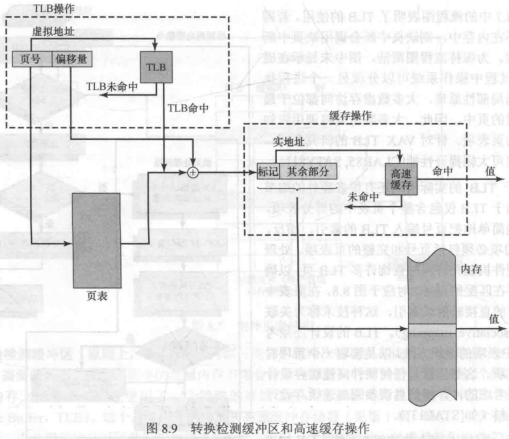 TLB操作
虚拟地址
页号 偏移量
TLB
TLB未命中
TLB命中
缓存操作
实地址
标记 其余部分
高速
缓存
命中
值
未命中
页表
内存
值
图 8.9 转换检测缓冲区和高速缓存操作